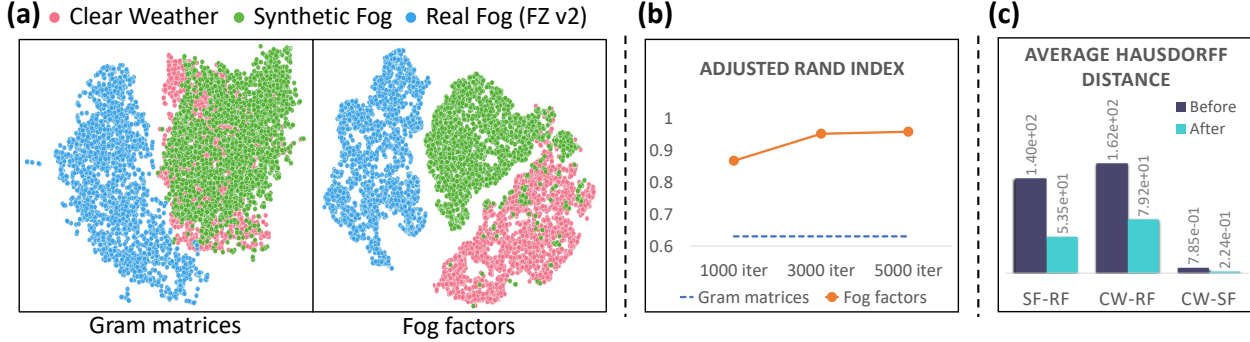 (a) Clear Weather Synthetic Fog Real Fog (FZ v2)
Gram matrices Fog factors
(b)
ADJUSTED RAND INDEX
1
0.9
0.8
0.7
0.6
1000 iter 3000 iter 5000 iter
Gram matrices Fog factors
(c)
AVERAGE HAUSDORFF
DISTANCE
Before
After
1.40e+02
5.35e+01
1.62e+02
7.92e+01
7.85e-01
2.24e-01
SF-RF CW-RF CW-SF